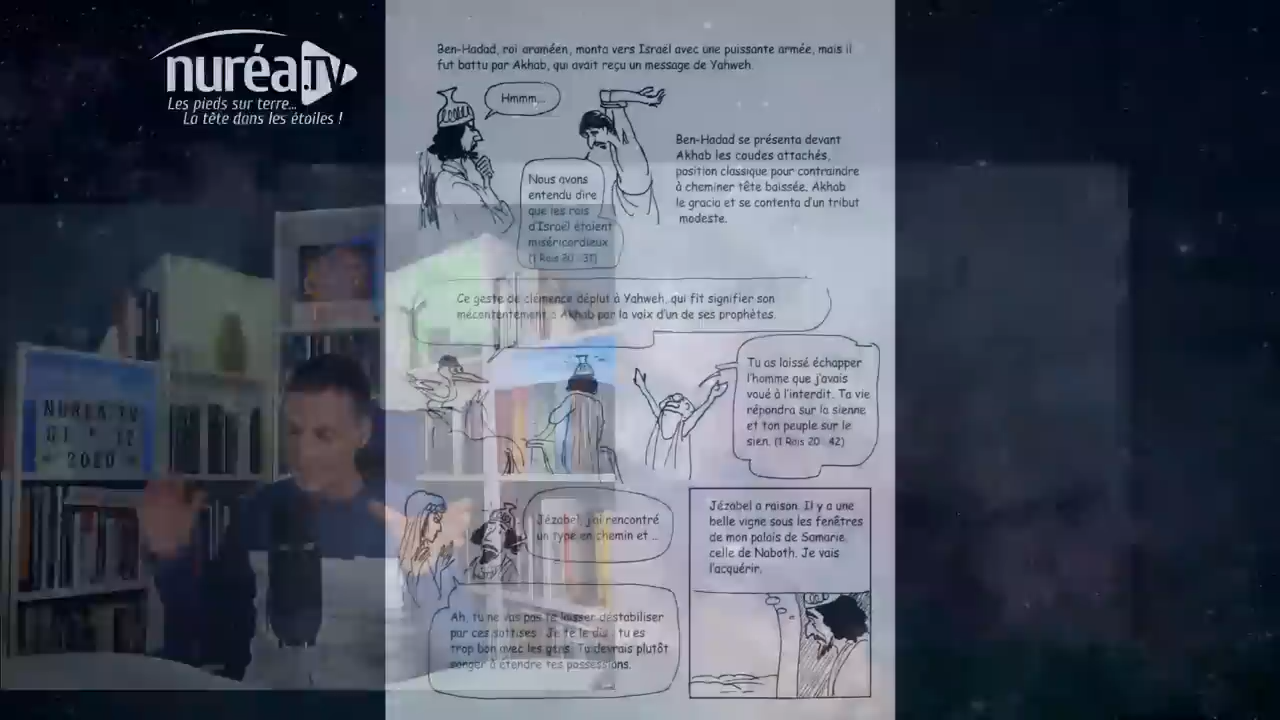 nuréa TV
Les pieds sur terre...
La tête dans les étoiles !
Ben-Hadad, roi araméen, monta vers Israël avec une puissante armée, mais il
fut battu par Akhab, qui avait reçu un message de Yahweh.
Hmmm...
Ben-Hadad se présenta devant
Akhab les coudes attachés,
position classique pour contraindre
à cheminer tête baissée. Akhab
le gracia et se contenta d'un tribut
modeste.
Nous avons
entendu dire
que les rois
d'Israël étaient
miséricordieux
(1 Rois 20 : 31)
Ce geste de clémence déplut à Yahweh, qui fit signifier son
mécontentement à Akhab par la voix d'un de ses prophètes.
Tu as laissé échapper
l'homme que j'avais
voué à l'interdit. Ta vie
répondra sur la sienne
et ton peuple sur le
sien. (1 Rois 20 : 42)
NUREA TV
2020
Jézabel, j'ai rencontré
un type en chemin et ...
Jézabel a raison. Il y a une
belle vigne sous les fenêtres
de mon palais de Samarie,
celle de Naboth. Je vais
l'acquérir.
Ah, tu ne vas pas te laisser déstabiliser
par ces sottises. Je te le dis : tu es
trop bon avec les gens. Tu devrais plutôt
songer à étendre tes possessions.